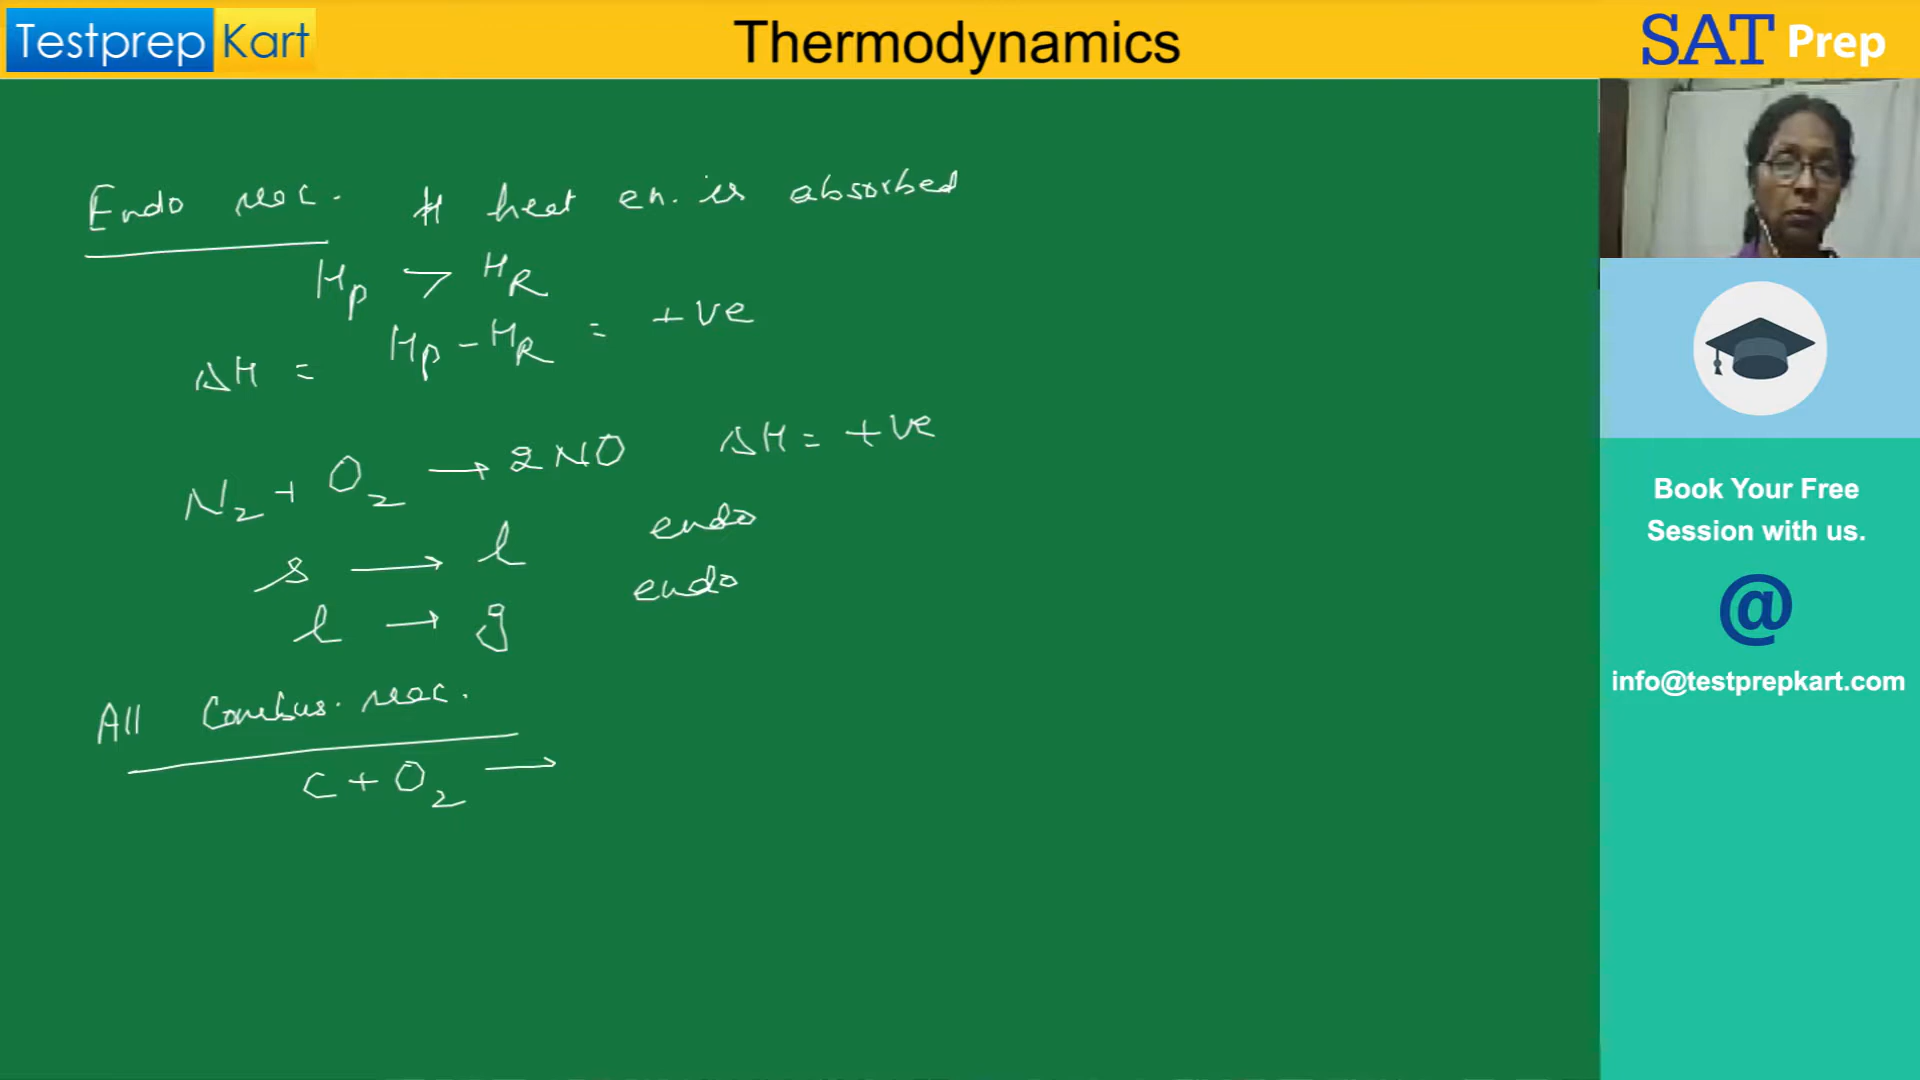 Testprep Kart
Thermodynamics
SAT Prep
Endo reac. # heat en. is absorbed
Hp > HR
ΔH = Hp - HR = +ve
N2 + O2 → 2NO ΔH = +ve
s → l endo
l → g endo
All Combus. reac.
C + O2 →
Book Your Free
Session with us.
@
info@testprepkart.com